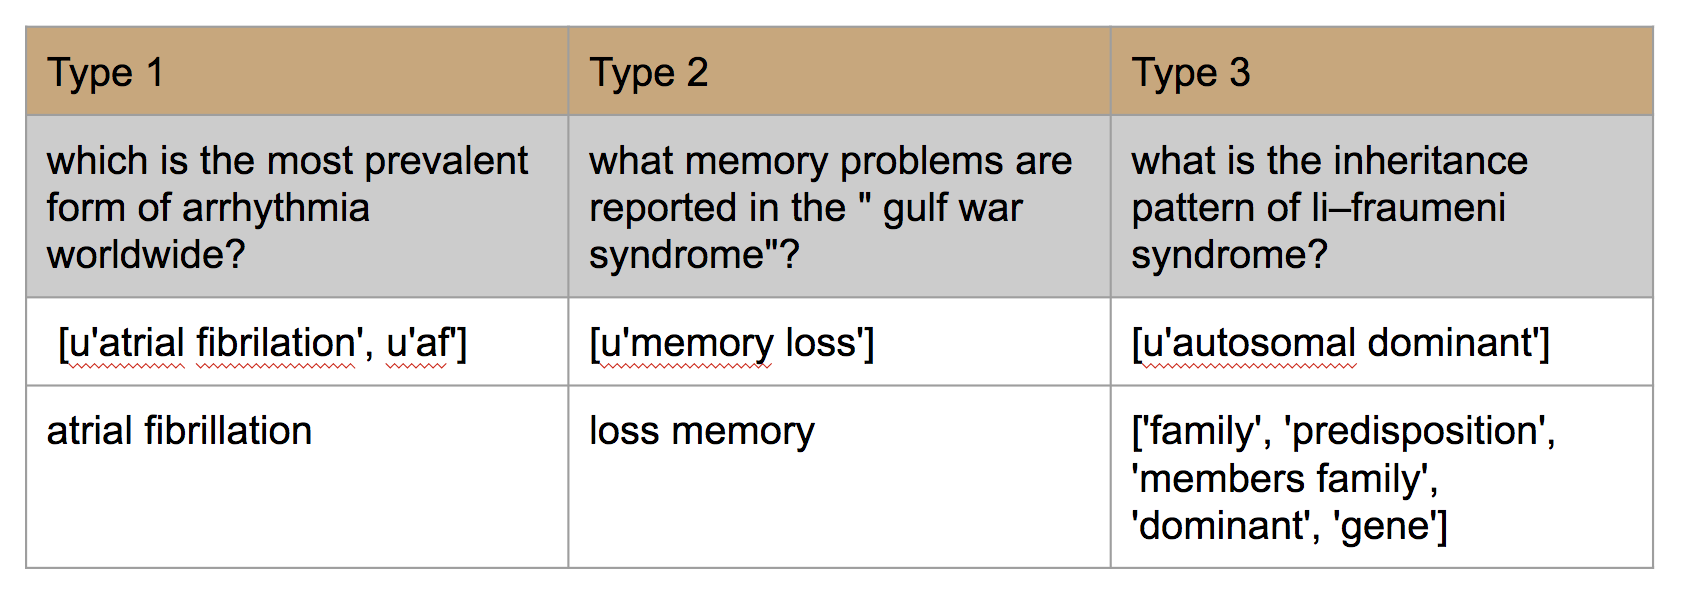 Type 1
Type 2
Type 3
which is the most prevalent
form of arrhythmia
worldwide?
what memory problems are
reported in the " gulf war
syndrome"?
what is the inheritance
pattern of li–fraumeni
syndrome?
[u'atrial fibrilation', u'af']
[u'memory loss']
[u'autosomal dominant']
atrial fibrillation
loss memory
['family', 'predisposition',
'members family',
'dominant', 'gene']